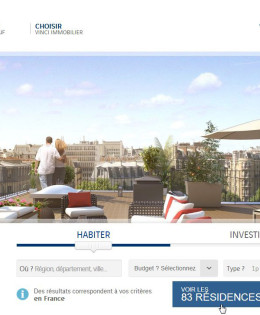 CHOISIR
VINCI IMMOBILIER
HABITER
INVESTI
Où ? Région, département, ville...
Budget ? Sélectionnez
Type ? 1p
Des résultats correspondent à vos critères
en France
VOIR LES
83 RÉSIDENCES